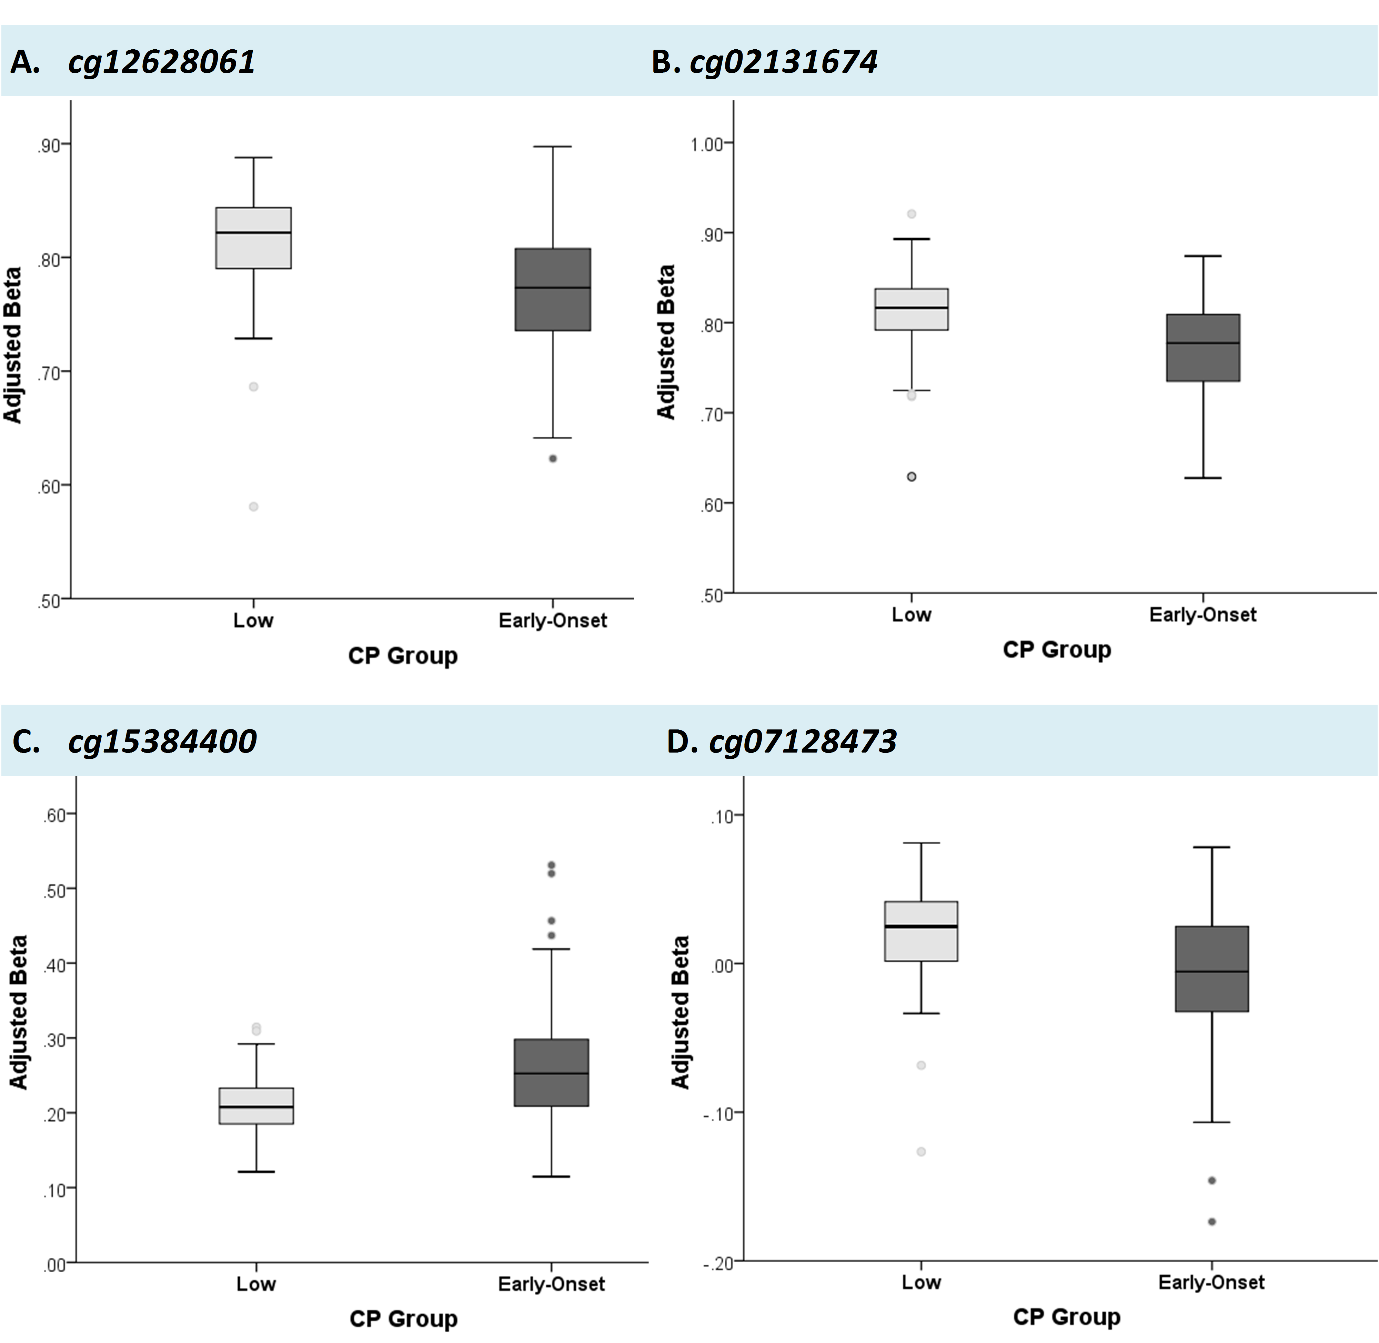 A. cg12628061
B. cg02131674
.90
.80
.70
.60
.50
Adjusted Beta
Low
Early-Onset
CP Group
1.00
.90
.80
.70
.60
.50
Adjusted Beta
Low
Early-Onset
CP Group
C. cg15384400
D. cg07128473
.60
.50
.40
.30
.20
.10
.00
Adjusted Beta
Low
Early-Onset
CP Group
.10
.00
-.10
-.20
Adjusted Beta
Low
Early-Onset
CP Group